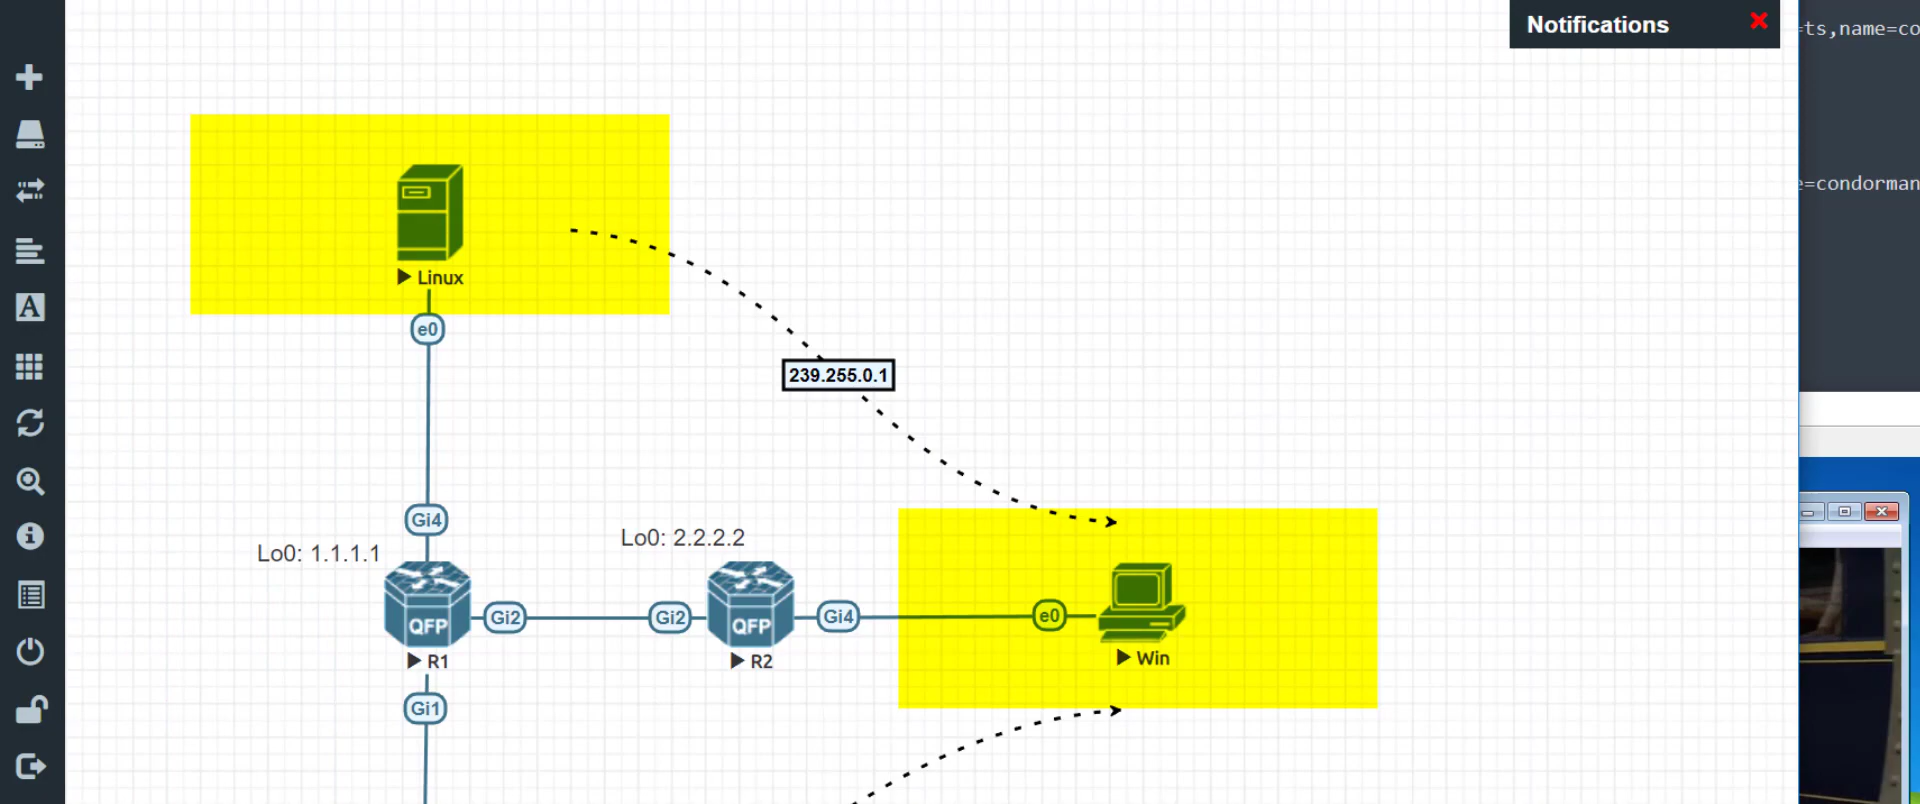 Notifications
=ts,name=co
=condorman
Linux
e0
239.255.0.1
Gi4
Lo0: 1.1.1.1
Lo0: 2.2.2.2
QFP
Gi2
Gi2
QFP
Gi4
e0
R1
R2
Win
Gi1
A